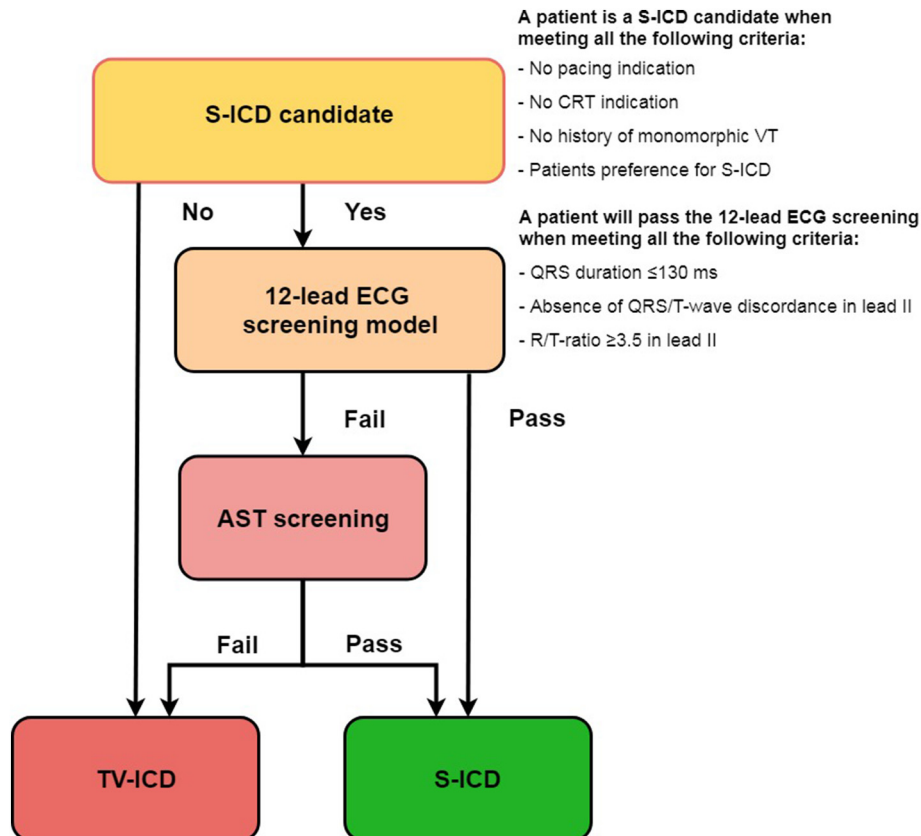 A patient is a S-ICD candidate when
meeting all the following criteria:
- No pacing indication
- No CRT indication
- No history of monomorphic VT
- Patients preference for S-ICD
S-ICD candidate
No
Yes
A patient will pass the 12-lead ECG screening
when meeting all the following criteria:
- QRS duration ≤130 ms
- Absence of QRS/T-wave discordance in lead II
- R/T-ratio ≥3.5 in lead II
12-lead ECG
screening model
Fail
Pass
AST screening
Fail
Pass
TV-ICD
S-ICD